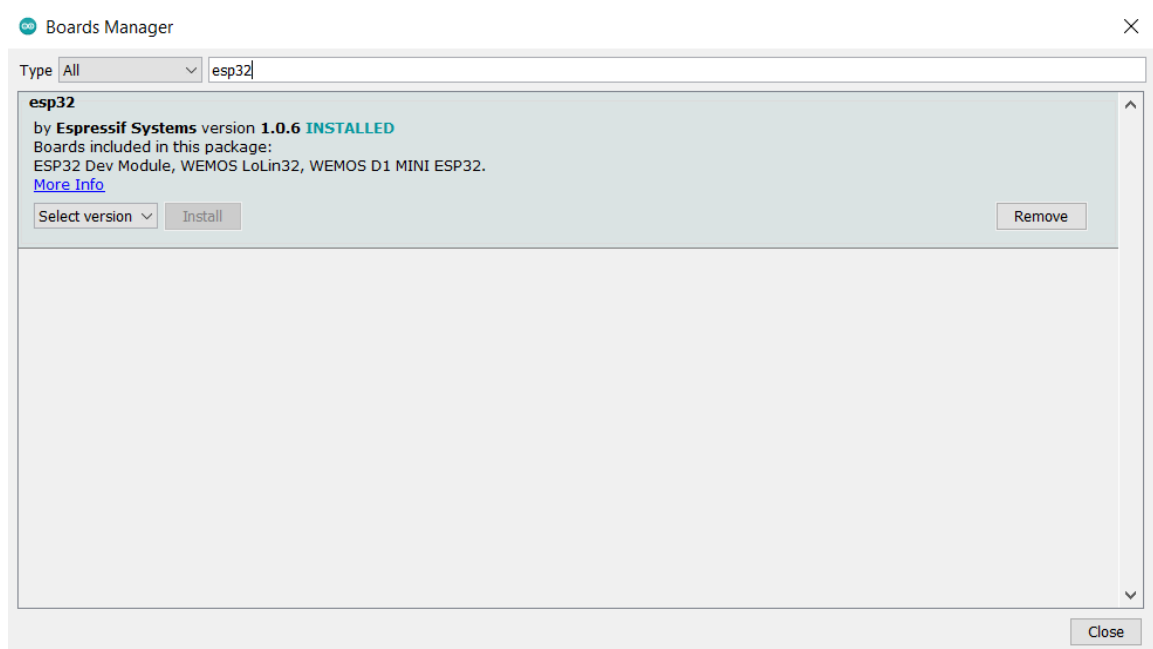 Boards Manager
Type All esp32
esp32
by Espressif Systems version 1.0.6 INSTALLED
Boards included in this package:
ESP32 Dev Module, WEMOS LoLin32, WEMOS D1 MINI ESP32.
More Info
Select version Install Remove
Close